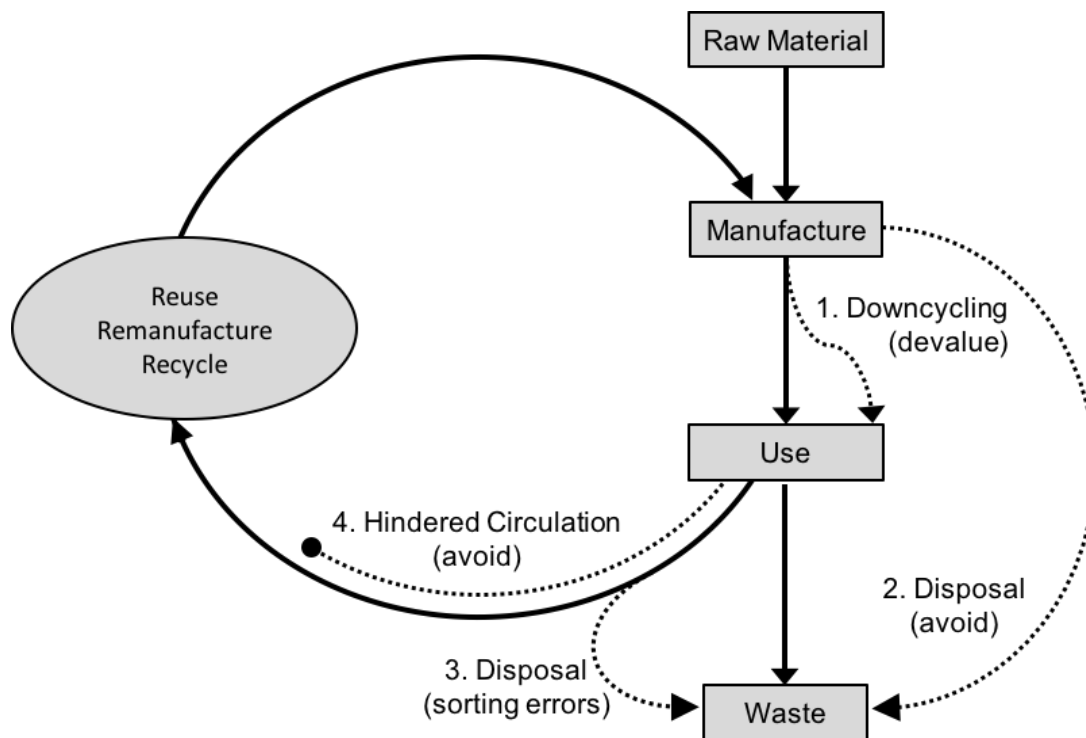 Raw Material
Manufacture
1. Downcycling
(devalue)
Reuse
Remanufacture
Recycle
Use
4. Hindered Circulation
(avoid)
2. Disposal
(avoid)
3. Disposal
(sorting errors)
Waste